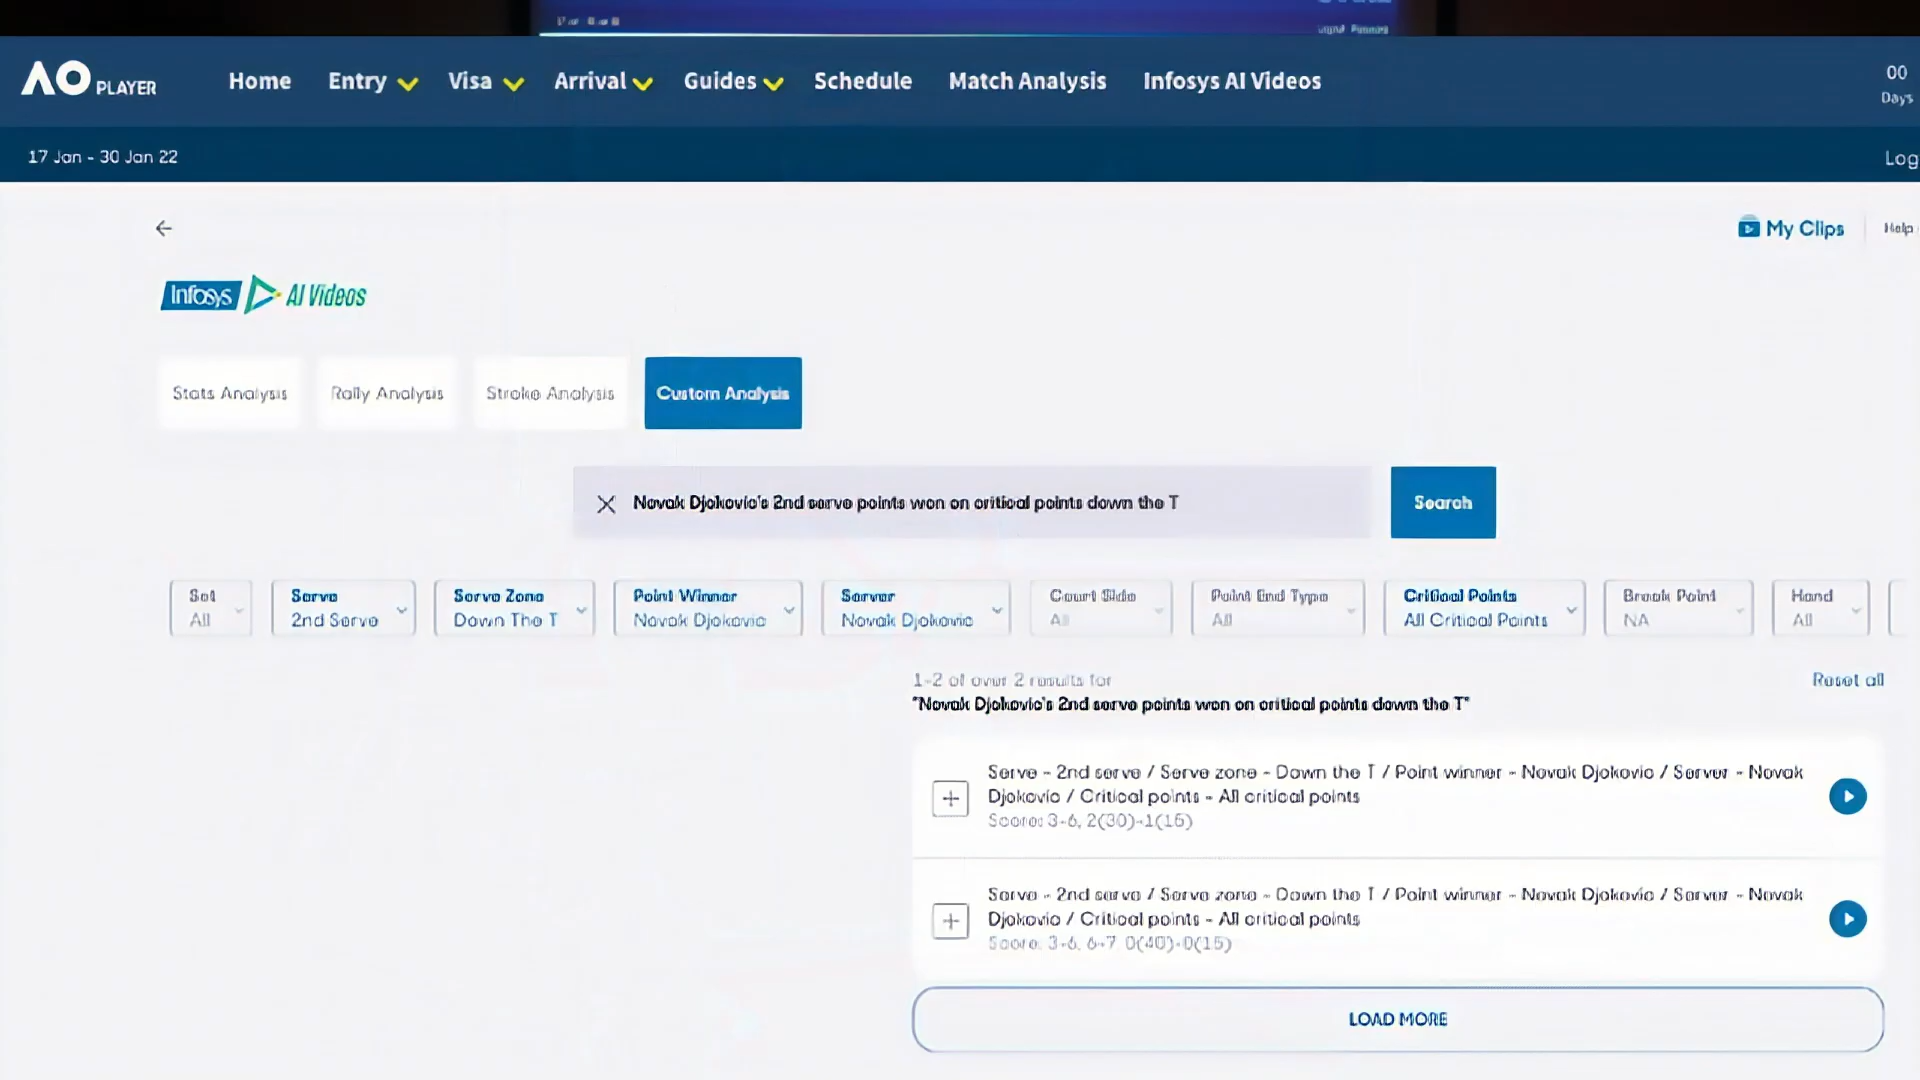 AO PLAYER
Home Entry Visa Arrival Guides Schedule Match Analysis Infosys AI Videos
00
Days
17 Jan - 30 Jan 22
Log
My Clips
Help
Infosys AI Videos
Stats Analysis Rally Analysis Stroke Analysis Custom Analysis
Novak Djokovic's 2nd serve points won on critical points down the T
Search
Set Serve Serve Zone Point Winner Server Court Side Point End Type Critical Points Break Point Hand
All 2nd Serve Down The T Novak Djokovic Novak Djokovic All All All Critical Points NA All
1-2 of over 2 results for
Reset all
"Novak Djokovic's 2nd serve points won on critical points down the T"
Serve - 2nd serve / Serve zone - Down the T / Point winner - Novak Djokovic / Server - Novak
Djokovic / Critical points - All critical points
Score: 3-6, 2(30)-1(15)
Serve - 2nd serve / Serve zone - Down the T / Point winner - Novak Djokovic / Server - Novak
Djokovic / Critical points - All critical points
Score: 3-6, 6-7, 0(40)-0(15)
LOAD MORE